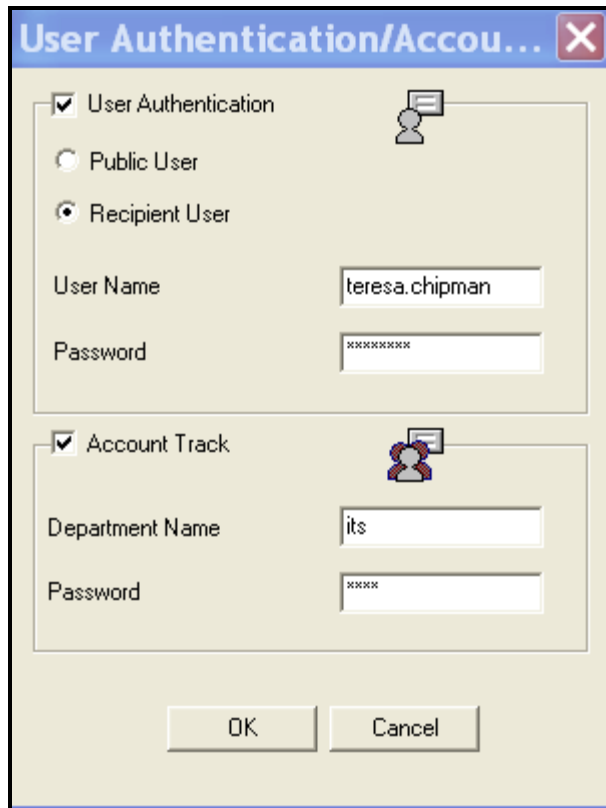 User Authentication/Accou...
User Authentication
Public User
Recipient User
User Name teresa.chipman
Password ********
Account Track
Department Name its
Password ****
OK Cancel